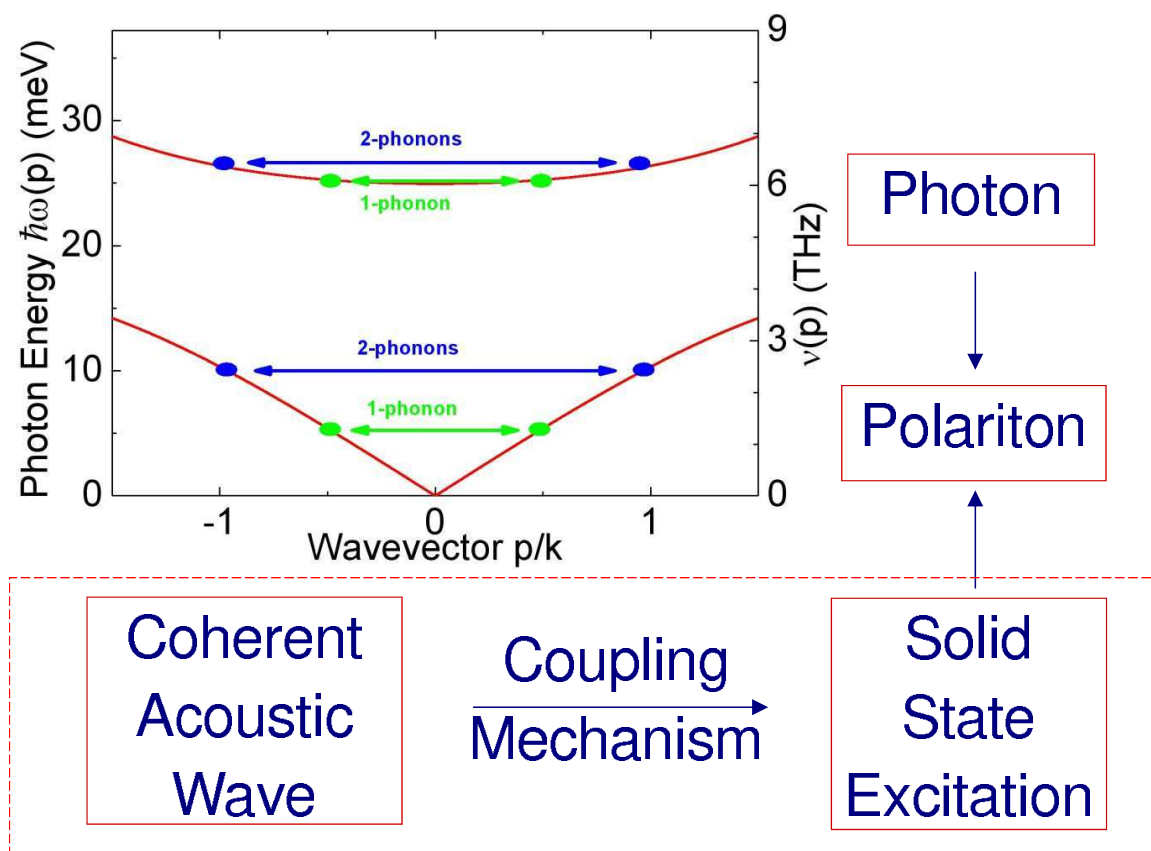 Photon Energy ħω(p) (meV)
30
20
10
0
2-phonons
1-phonon
2-phonons
1-phonon
-1
0
1
Wavevector p/k
9
6
3
0
ν(p) (THz)
Photon
Polariton
Coherent
Acoustic
Wave
Coupling
Mechanism
Solid
State
Excitation